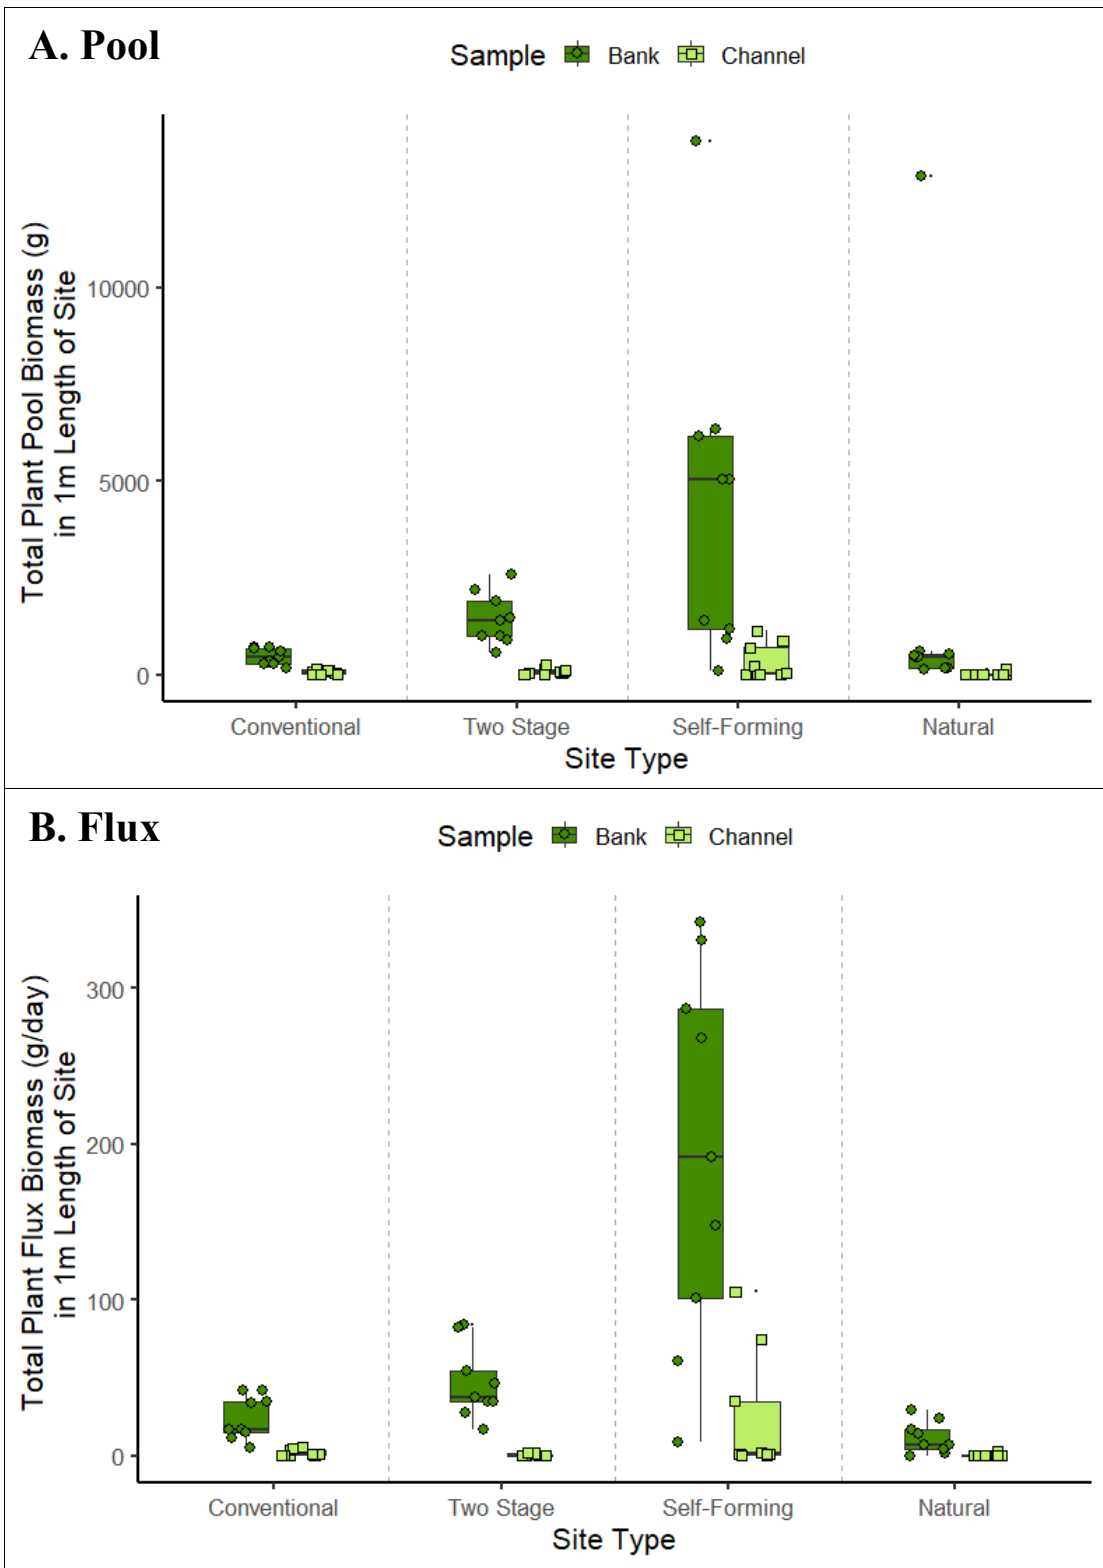 A. Pool
Sample Bank Channel
Total Plant Pool Biomass (g)
in 1m Length of Site
10000
5000
0
Conventional Two Stage Self-Forming Natural
Site Type
B. Flux
Sample Bank Channel
Total Plant Flux Biomass (g/day)
in 1m Length of Site
300
200
100
0
Conventional Two Stage Self-Forming Natural
Site Type